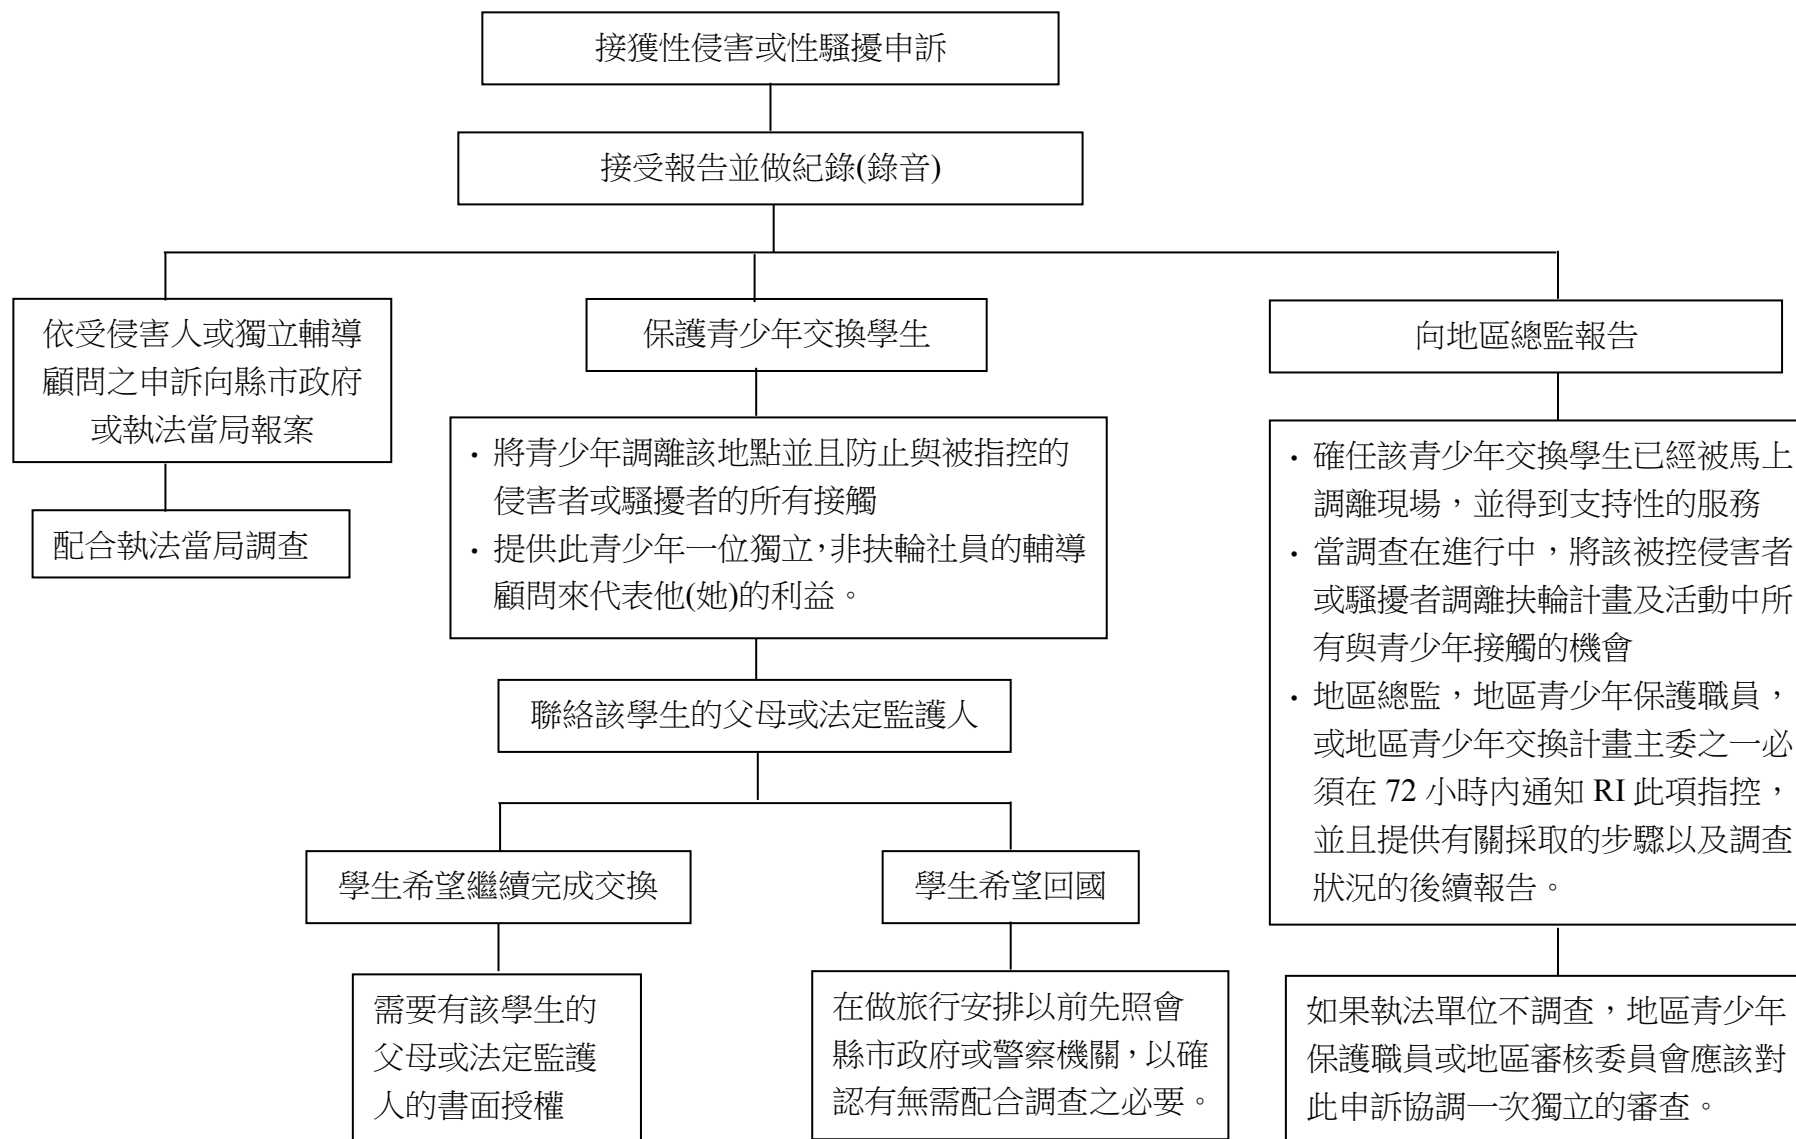 接獲性侵害或性騷擾申訴
接受報告並做紀錄(錄音)
依受侵害人或獨立輔導
顧問之申訴向縣市政府
或執法當局報案
配合執法當局調查
保護青少年交換學生
・將青少年調離該地點並且防止與被指控的
侵害者或騷擾者的所有接觸
・提供此青少年一位獨立,非扶輪社員的輔導
顧問來代表他(她)的利益。
聯絡該學生的父母或法定監護人
學生希望繼續完成交換
需要有該學生的
父母或法定監護
人的書面授權
學生希望回國
在做旅行安排以前先照會
縣市政府或警察機關,以確
認有無需配合調查之必要。
向地區總監報告
・確任該青少年交換學生已經被馬上
調離現場,並得到支持性的服務
・當調查在進行中,將該被控侵害者
或騷擾者調離扶輪計畫及活動中所
有與青少年接觸的機會
・地區總監,地區青少年保護職員,
或地區青少年交換計畫主委之一必
須在 72 小時內通知 RI 此項指控,
並且提供有關採取的步驟以及調查
狀況的後續報告。
如果執法單位不調查,地區青少年
保護職員或地區審核委員會應該對
此申訴協調一次獨立的審查。